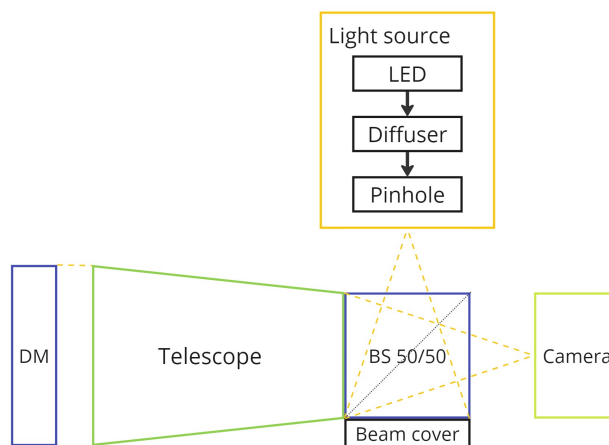 Light source
LED
Diffuser
Pinhole
DM
Telescope
BS 50/50
Camera
Beam cover